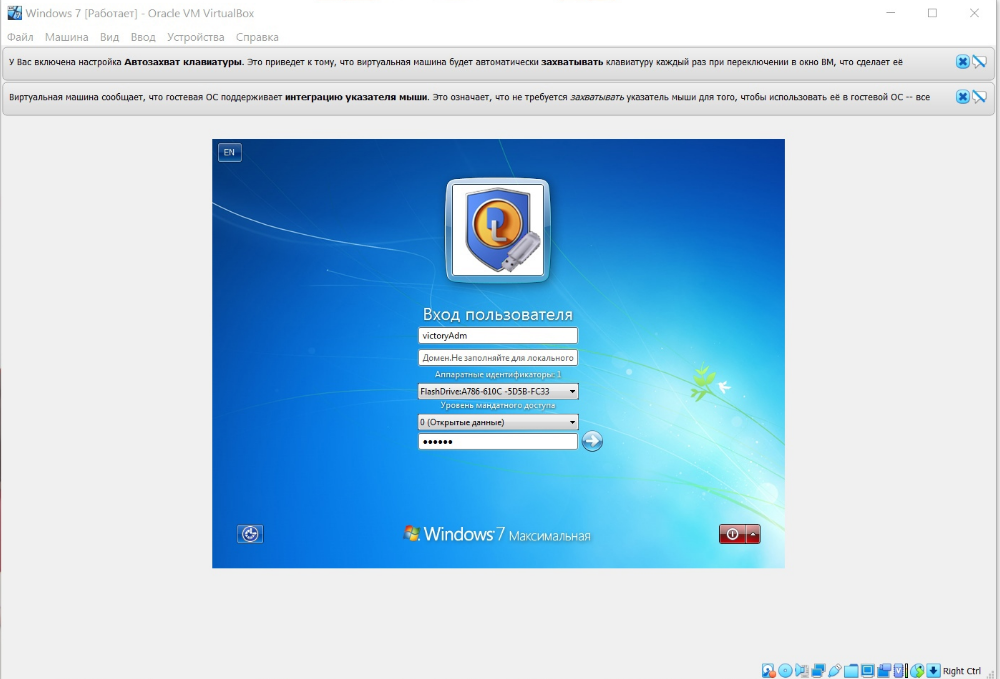 Windows 7 [Работает] - Oracle VM VirtualBox
Файл Машина Вид Ввод Устройства Справка
У Вас включена настройка Автозахват клавиатуры. Это приведет к тому, что виртуальная машина будет автоматически захватывать клавиатуру каждый раз при переключении в окно ВМ, что сделает её
Виртуальная машина сообщает, что гостевая ОС поддерживает интеграцию указателя мыши. Это означает, что не требуется захватывать указатель мыши для того, чтобы использовать её в гостевой ОС -- все
EN
DL
Вход пользователя
victoryAdm
Домен.Не заполняйте для локального
Аппаратные идентификаторы: 1
FlashDrive:A786-610C -5D5B-FC33
Уровень мандатного доступа
0 (Открытые данные)
••••••
Windows 7 Максимальная
Right Ctrl